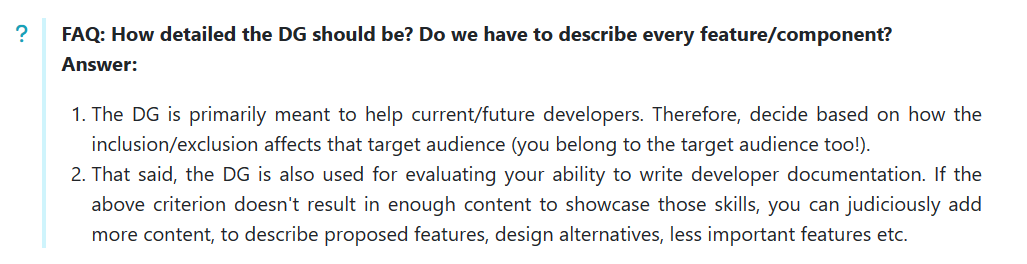 ? FAQ: How detailed the DG should be? Do we have to describe every feature/component?
Answer:
1. The DG is primarily meant to help current/future developers. Therefore, decide based on how the
inclusion/exclusion affects that target audience (you belong to the target audience too!).
2. That said, the DG is also used for evaluating your ability to write developer documentation. If the
above criterion doesn't result in enough content to showcase those skills, you can judiciously add
more content, to describe proposed features, design alternatives, less important features etc.